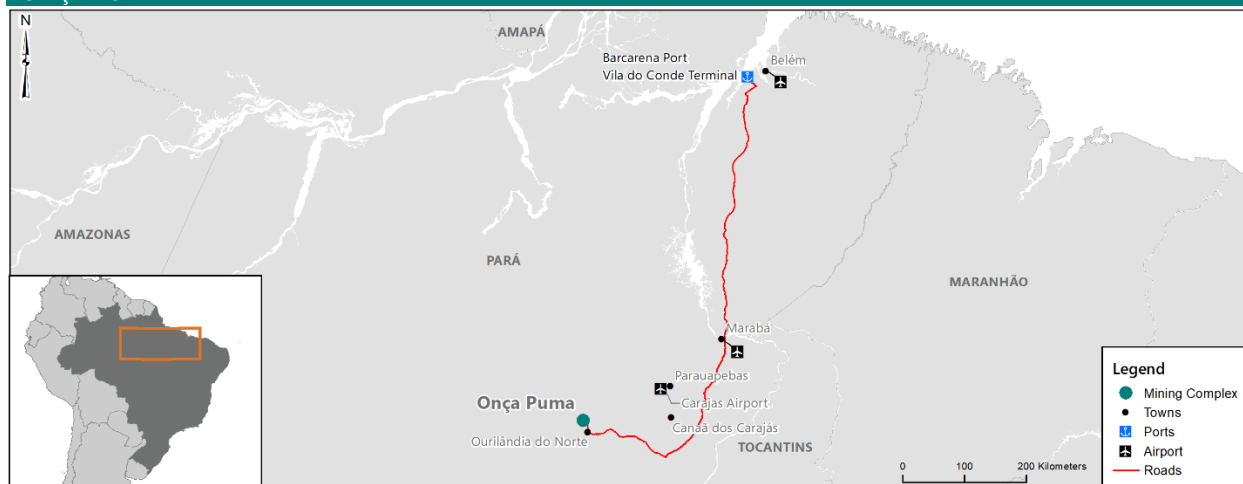 N
AMAPÁ
Barcarena Port
Vila do Conde Terminal
Belém
AMAZONAS
PARÁ
MARANHÃO
Marabá
Parauapebas
Carajas Airport
Onça Puma
Canaã dos Carajás
Ourilândia do Norte
TOCANTINS
Legend
Mining Complex
Towns
Ports
Airport
Roads
0 100 200 Kilometers